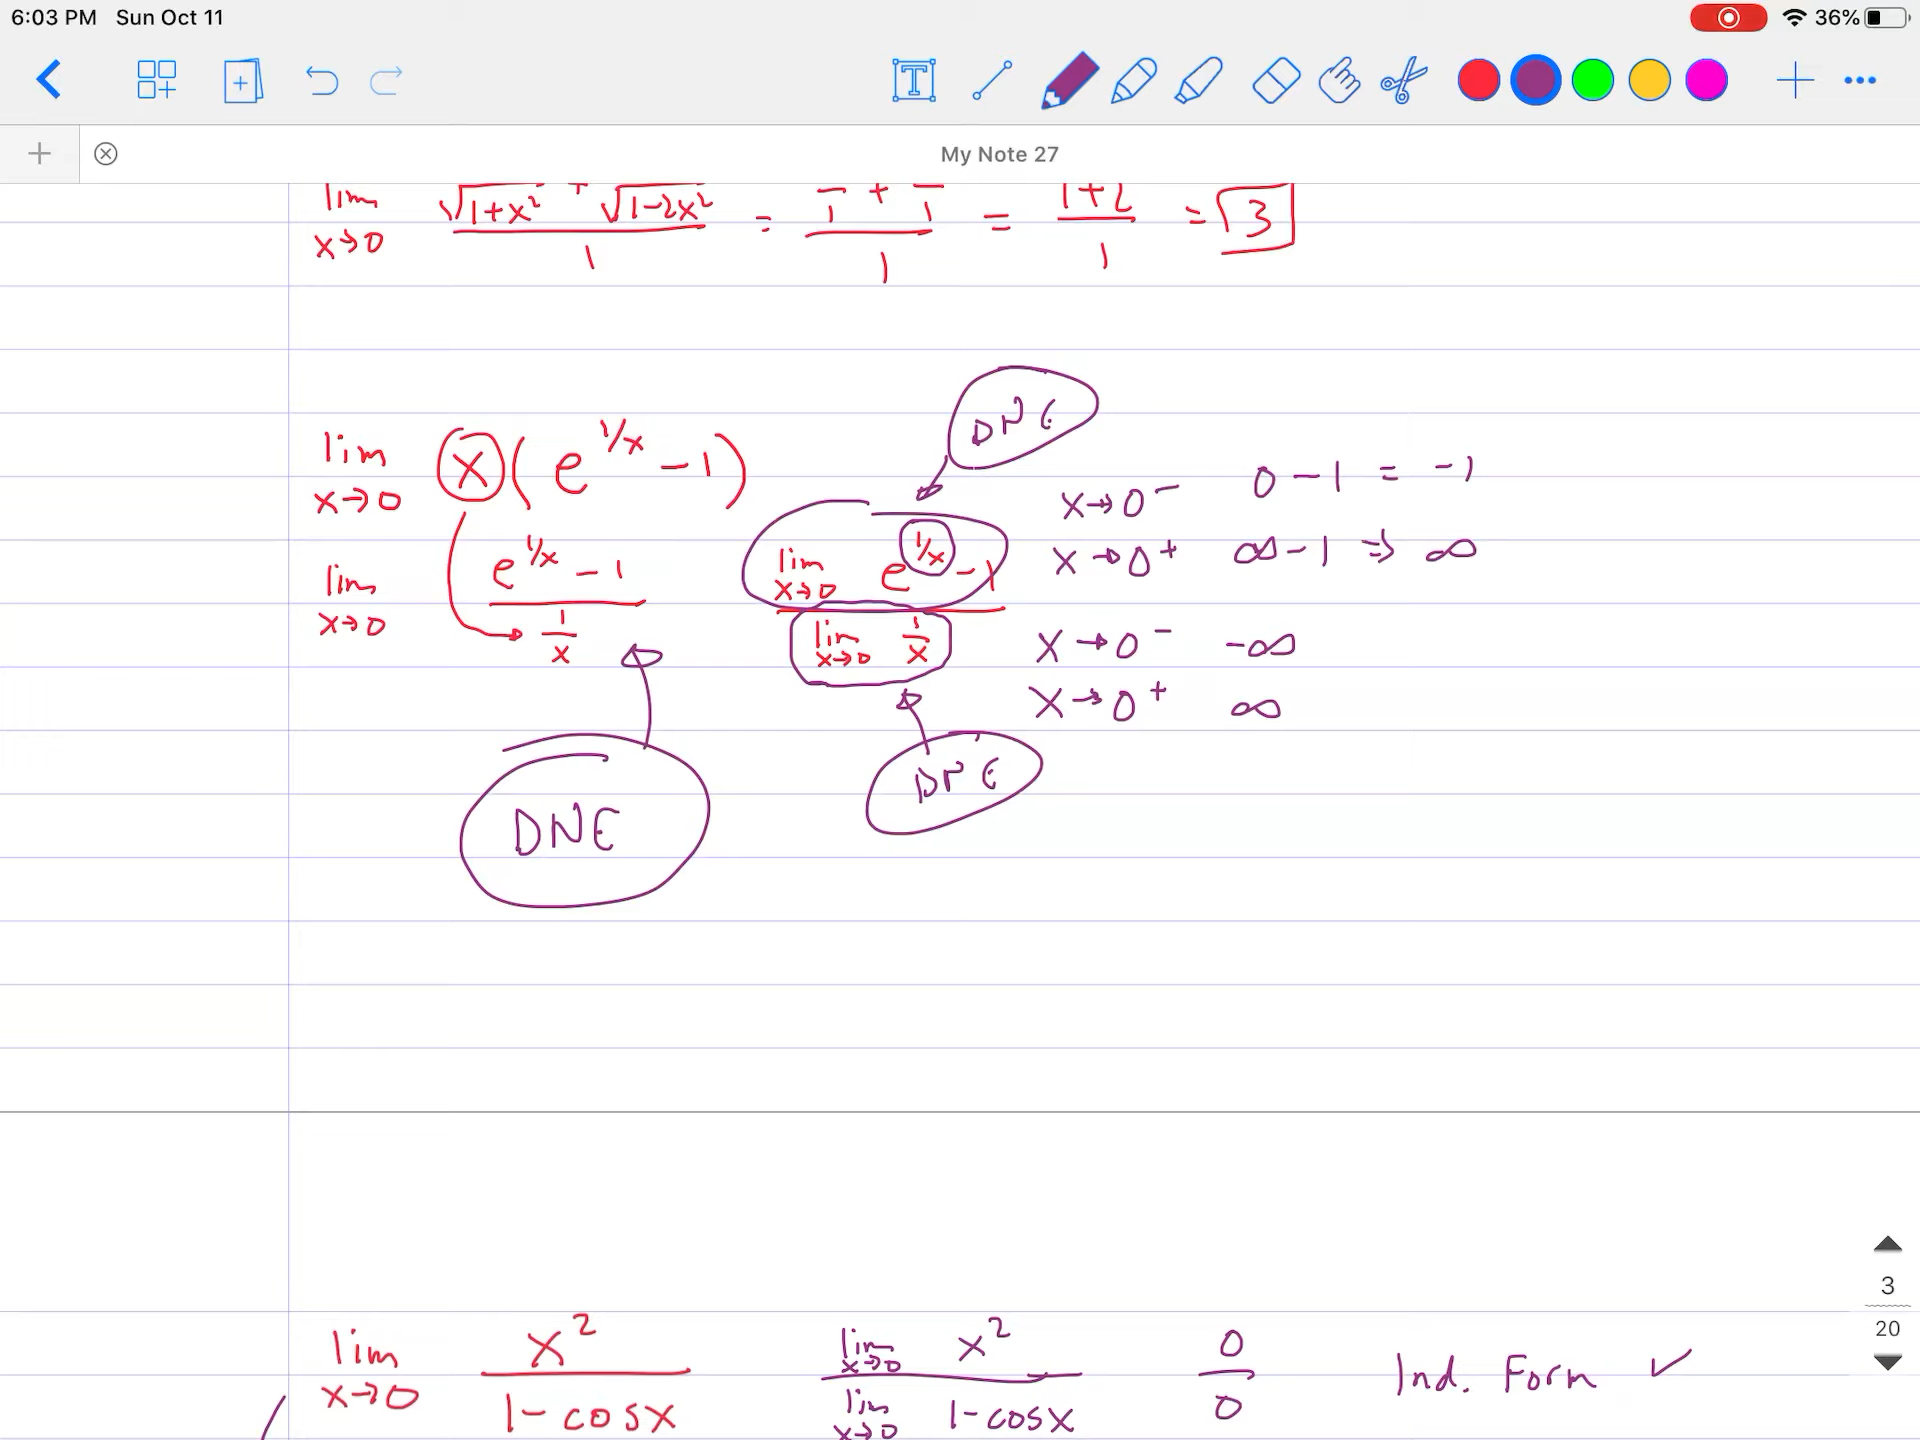 6:03 PM Sun Oct 11 36%
T
My Note 27
lim x→0 √1+x² + √1-2x² / 1 = 1 + 1 / 1 = 1+2 / 1 = 3
DNE
lim x→0 x(e^1/x - 1)
x→0⁻ 0 - 1 = -1
x→0⁺ ∞ - 1 ⇒ ∞
lim x→0 e^1/x - 1 / 1/x
lim x→0 e^1/x - 1 / lim x→0 1/x
x→0⁻ -∞
x→0⁺ ∞
DNE
DNE
3
20
lim x→0 x² / 1-cosx
lim x→0 x² / lim x→0 1-cosx
0/0
Ind. Form ✓